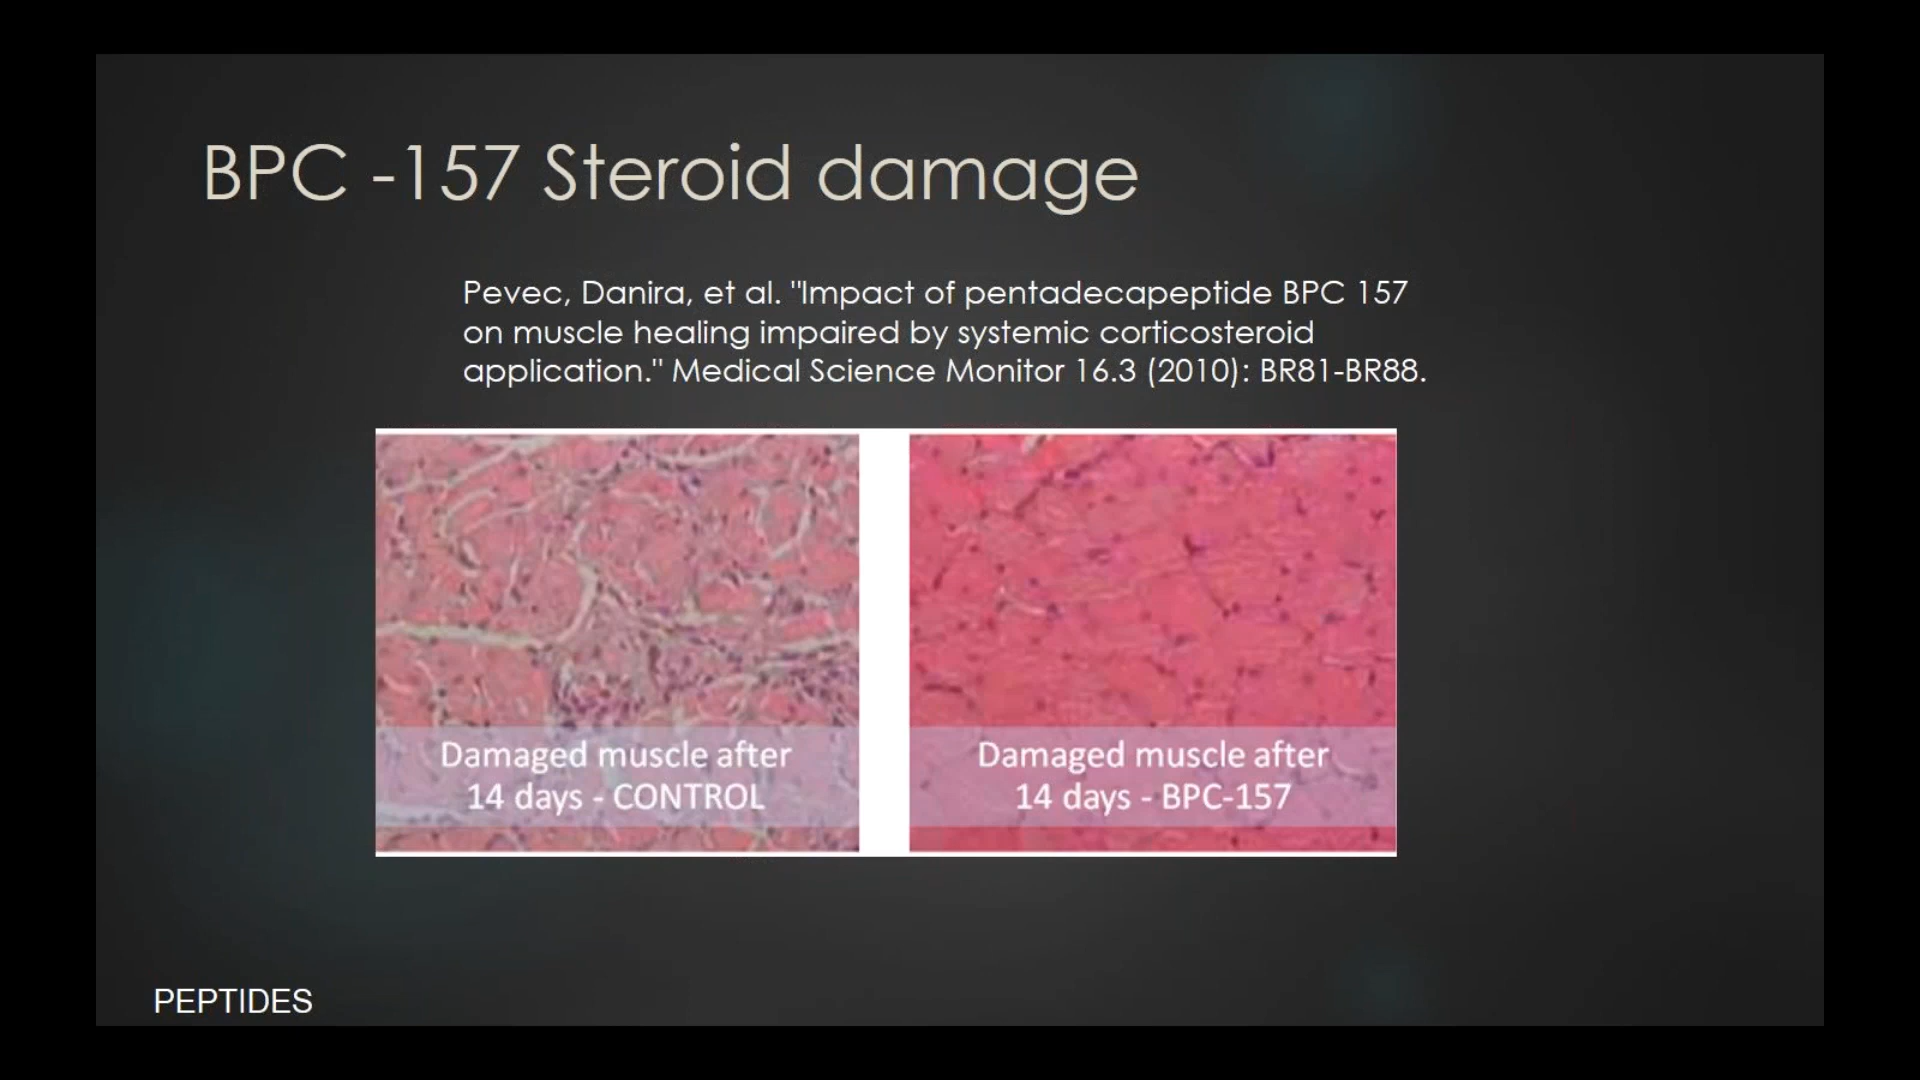 BPC -157 Steroid damage
Pevec, Danira, et al. "Impact of pentadecapeptide BPC 157
on muscle healing impaired by systemic corticosteroid
application." Medical Science Monitor 16.3 (2010): BR81-BR88.
Damaged muscle after
14 days - CONTROL
Damaged muscle after
14 days - BPC-157
PEPTIDES